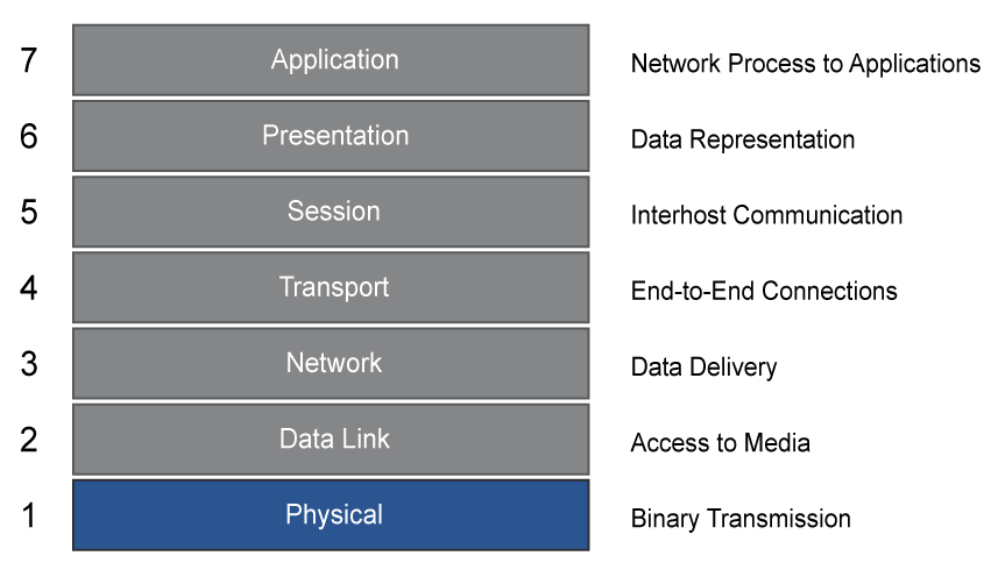 7 Application Network Process to Applications
6 Presentation Data Representation
5 Session Interhost Communication
4 Transport End-to-End Connections
3 Network Data Delivery
2 Data Link Access to Media
1 Physical Binary Transmission